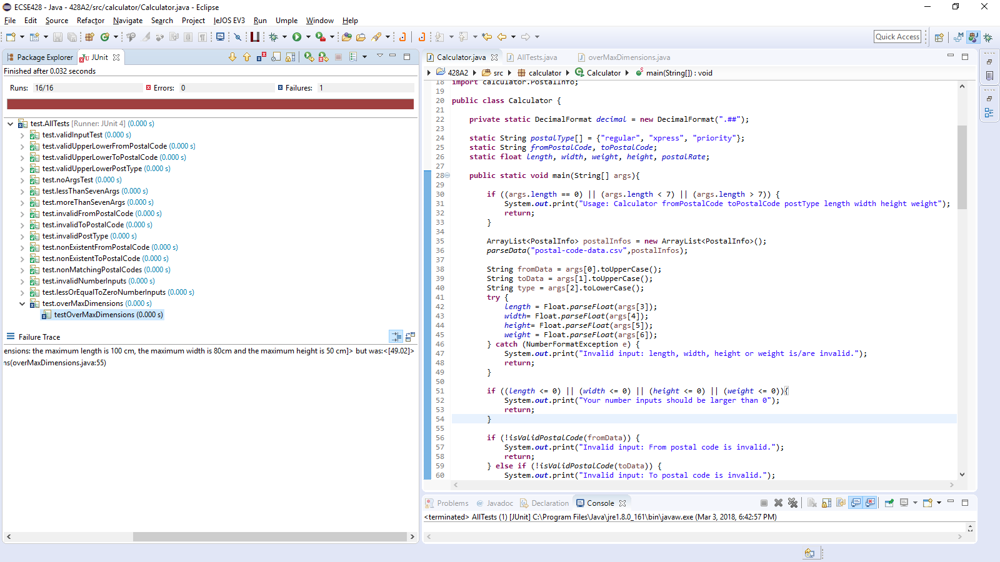 ECSE428 - Java - 428A2/src/calculator/Calculator.java - Eclipse
File Edit Source Refactor Navigate Search Project leJOS EV3 Run Umple Window Help
Quick Access
Package Explorer JUnit
Finished after 0.032 seconds
Runs: 16/16 Errors: 0 Failures: 1
test.AllTests [Runner: JUnit 4] (0.000 s)
test.validInputTest (0.000 s)
test.validUpperLowerFromPostalCode (0.000 s)
test.validUpperLowerToPostalCode (0.000 s)
test.validUpperLowerPostType (0.000 s)
test.noArgsTest (0.000 s)
test.lessThanSevenArgs (0.000 s)
test.moreThanSevenArgs (0.000 s)
test.invalidFromPostalCode (0.000 s)
test.invalidToPostalCode (0.000 s)
test.invalidPostType (0.000 s)
test.nonExistentFromPostalCode (0.000 s)
test.nonExistentToPostalCode (0.000 s)
test.nonMatchingPostalCodes (0.000 s)
test.invalidNumberInputs (0.000 s)
test.lessOrEqualToZeroNumberInputs (0.000 s)
test.overMaxDimensions (0.000 s)
testOverMaxDimensions (0.000 s)
Failure Trace
ensions: the maximum length is 100 cm, the maximum width is 80cm and the maximum height is 50 cm]> but was:<[49.02]>
ns(overMaxDimensions.java:55)
Calculator.java AllTests.java overMaxDimensions.java
428A2 src calculator Calculator main(String[]) : void
18 import calculator.PostalInfo;
19
20 public class Calculator {
21
22 private static DecimalFormat decimal = new DecimalFormat(".##");
23
24 static String postalType[] = {"regular", "xpress", "priority"};
25 static String fromPostalCode, toPostalCode;
26 static float length, width, weight, height, postalRate;
27
28 public static void main(String[] args){
29
30 if ((args.length == 0) || (args.length < 7) || (args.length > 7)) {
31 System.out.print("Usage: Calculator fromPostalCode toPostalCode postType length width height weight");
32 return;
33 }
34
35 ArrayList<PostalInfo> postalInfos = new ArrayList<PostalInfo>();
36 parseData("postal-code-data.csv",postalInfos);
37
38 String fromData = args[0].toUpperCase();
39 String toData = args[1].toUpperCase();
40 String type = args[2].toLowerCase();
41 try {
42 length = Float.parseFloat(args[3]);
43 width= Float.parseFloat(args[4]);
44 height= Float.parseFloat(args[5]);
45 weight = Float.parseFloat(args[6]);
46 } catch (NumberFormatException e) {
47 System.out.print("Invalid input: length, width, height or weight is/are invalid.");
48 return;
49 }
50
51 if ((length <= 0) || (width <= 0) || (height <= 0) || (weight <= 0)){
52 System.out.print("Your number inputs should be larger than 0");
53 return;
54 }
55
56 if (!isValidPostalCode(fromData)) {
57 System.out.print("Invalid input: From postal code is invalid.");
58 return;
59 } else if (!isValidPostalCode(toData)) {
60 System.out.print("Invalid input: To postal code is invalid.");
Problems Javadoc Declaration Console
<terminated> AllTests (1) [JUnit] C:\Program Files\Java\jre1.8.0_161\bin\javaw.exe (Mar 3, 2018, 6:42:57 PM)